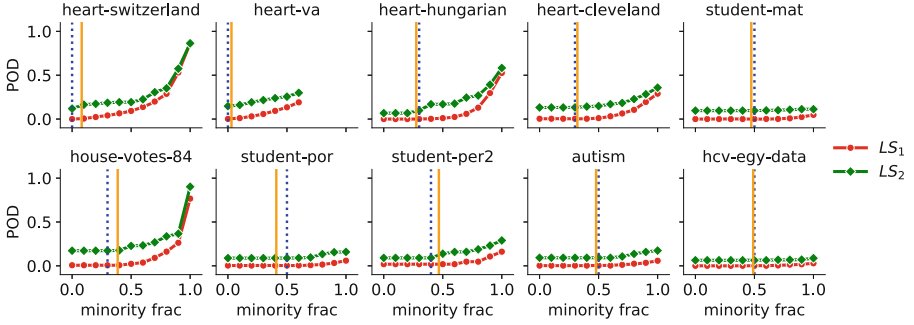 heart-switzerland heart-va heart-hungarian heart-cleveland student-mat
1.0
0.5
0.0
POD
house-votes-84 student-por student-per2 autism hcv-egy-data
1.0
0.5
0.0
POD
0.0 0.5 1.0 0.0 0.5 1.0 0.0 0.5 1.0 0.0 0.5 1.0 0.0 0.5 1.0
minority frac minority frac minority frac minority frac minority frac
LS₁
LS₂